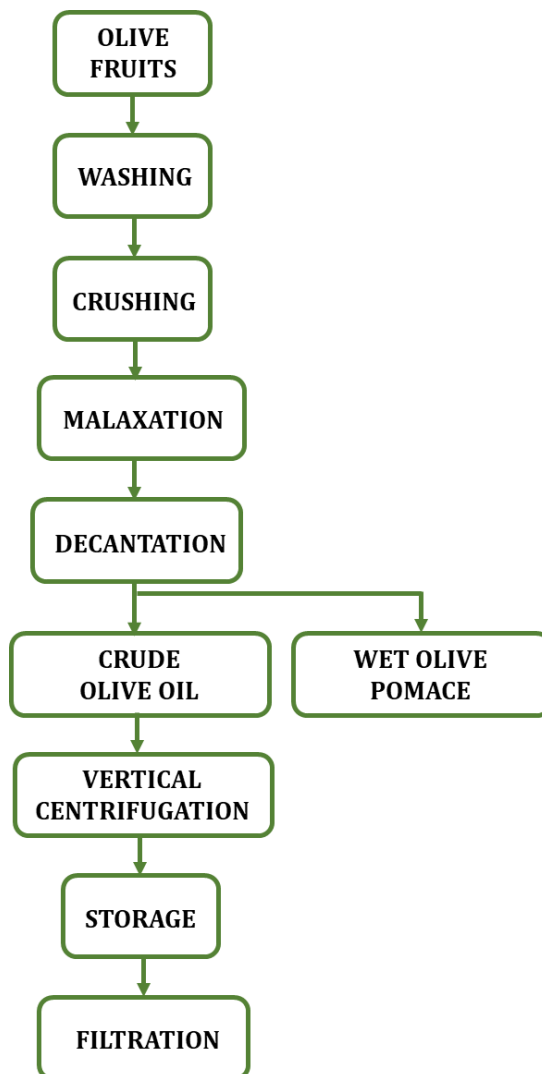 OLIVE
FRUITS
WASHING
CRUSHING
MALAXATION
DECANTATION
CRUDE
OLIVE OIL
WET OLIVE
POMACE
VERTICAL
CENTRIFUGATION
STORAGE
FILTRATION